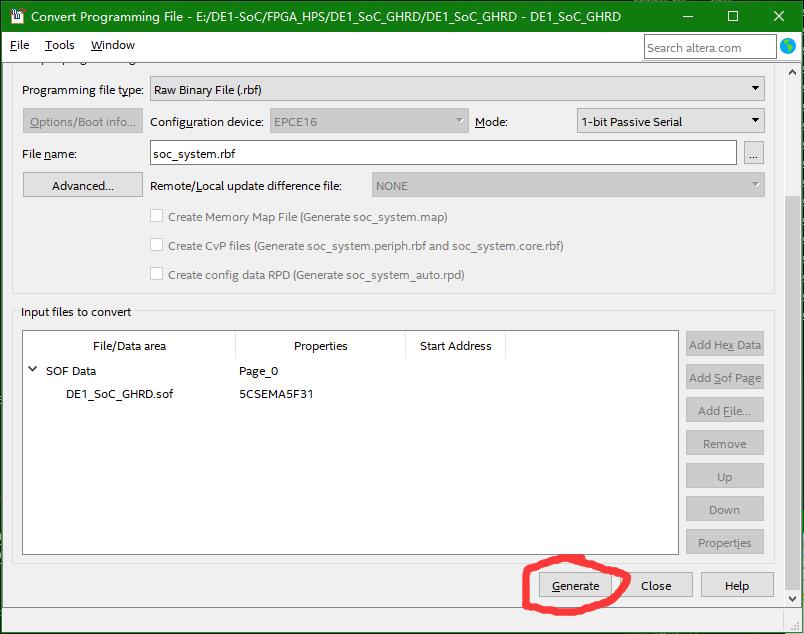 Convert Programming File - E:/DE1-SoC/FPGA_HPS/DE1_SoC_GHRD/DE1_SoC_GHRD - DE1_SoC_GHRD
File Tools Window Search altera.com
Programming file type: Raw Binary File (.rbf)
Options/Boot info... Configuration device: EPCE16 Mode: 1-bit Passive Serial
File name: soc_system.rbf ...
Advanced... Remote/Local update difference file: NONE
Create Memory Map File (Generate soc_system.map)
Create CvP files (Generate soc_system.periph.rbf and soc_system.core.rbf)
Create config data RPD (Generate soc_system_auto.rpd)
Input files to convert
File/Data area Properties Start Address
Add Hex Data
SOF Data Page_0
Add Sof Page
DE1_SoC_GHRD.sof 5CSEMA5F31
Add File...
Remove
Up
Down
Properties
Generate Close Help